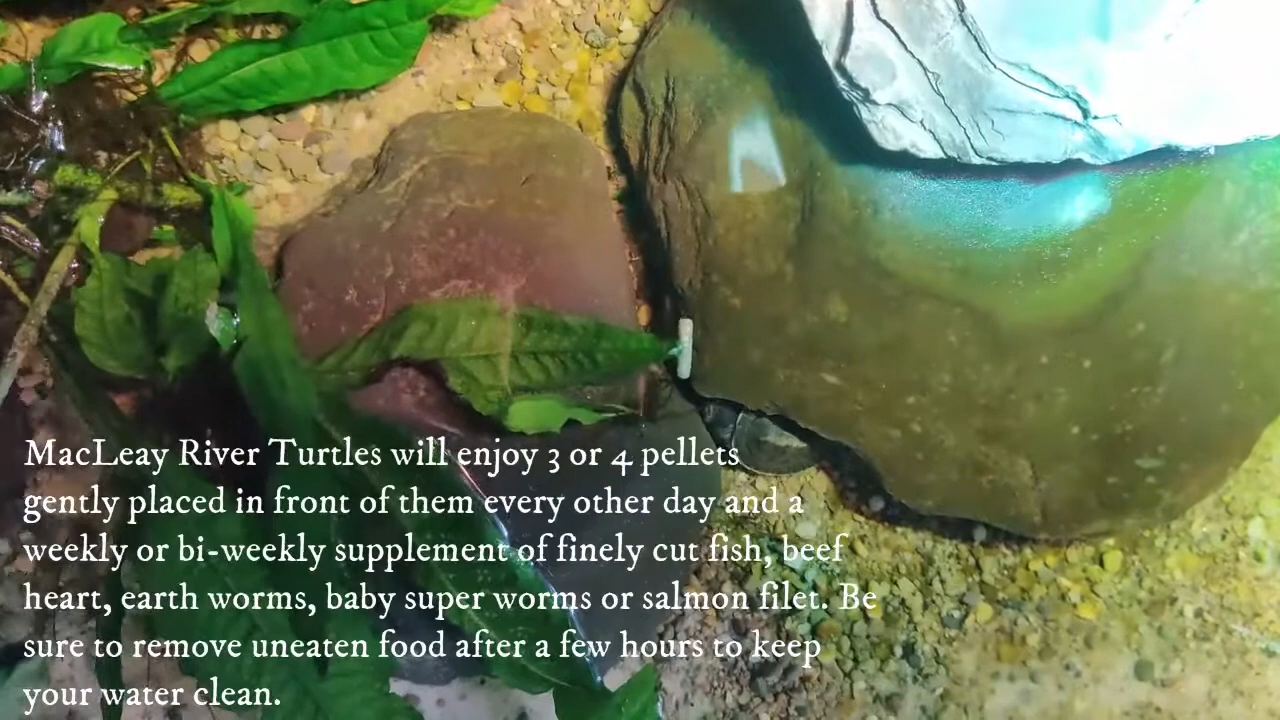 MacLeay River Turtles will enjoy 3 or 4 pellets
gently placed in front of them every other day and a
weekly or bi-weekly supplement of finely cut fish, beef
heart, earth worms, baby super worms or salmon filet. Be
sure to remove uneaten food after a few hours to keep
your water clean.